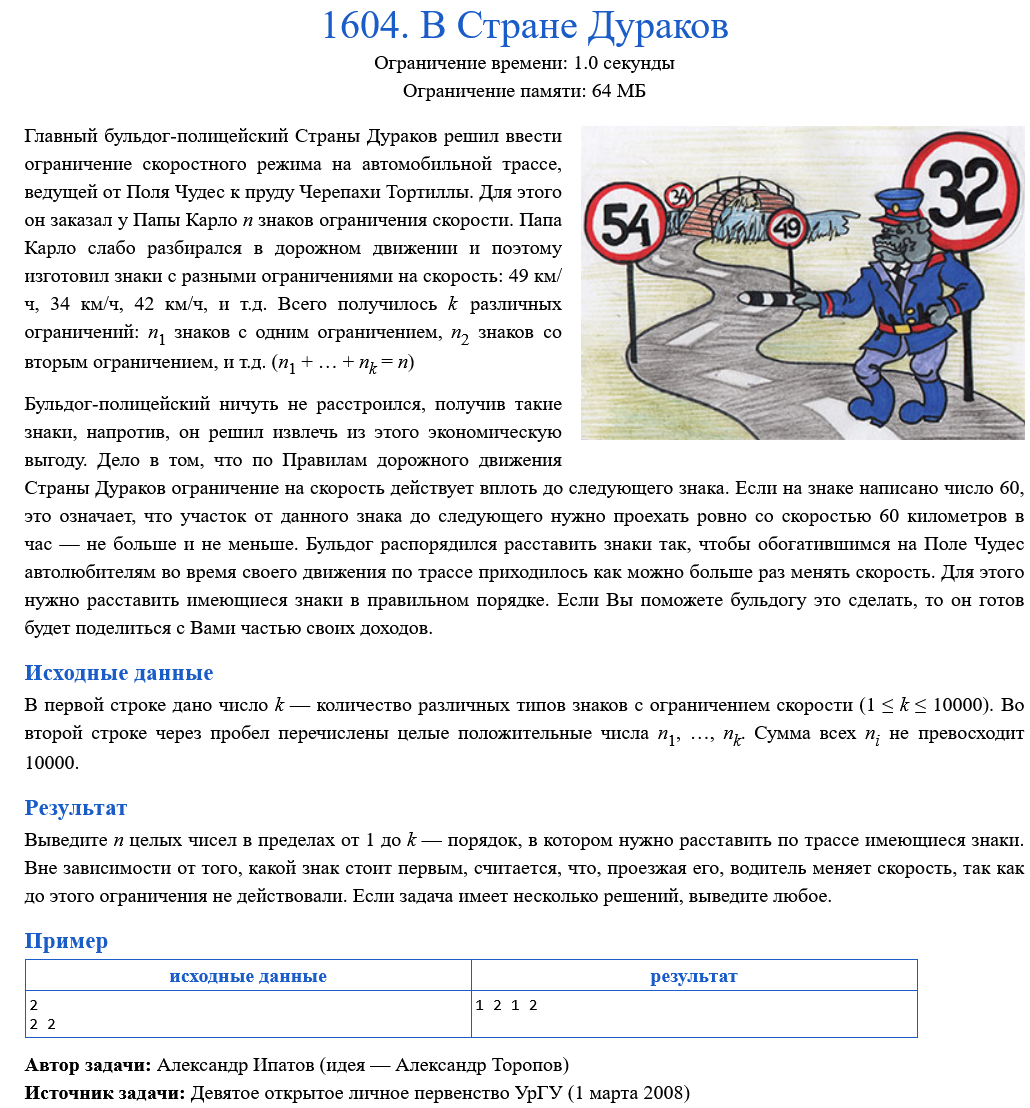 1604. В Стране Дураков
Ограничение времени: 1.0 секунды
Ограничение памяти: 64 МБ
Главный бульдог-полицейский Страны Дураков решил ввести
ограничение скоростного режима на автомобильной трассе,
ведущей от Поля Чудес к пруду Черепахи Тортиллы. Для этого
он заказал у Папы Карло n знаков ограничения скорости. Папа
Карло слабо разбирался в дорожном движении и поэтому
изготовил знаки с разными ограничениями на скорость: 49 км/
ч, 34 км/ч, 42 км/ч, и т.д. Всего получилось k различных
ограничений: n1 знаков с одним ограничением, n2 знаков со
вторым ограничением, и т.д. (n1 + … + nk = n)
54
34
49
32
Бульдог-полицейский ничуть не расстроился, получив такие
знаки, напротив, он решил извлечь из этого экономическую
выгоду. Дело в том, что по Правилам дорожного движения
Страны Дураков ограничение на скорость действует вплоть до следующего знака. Если на знаке написано число 60,
это означает, что участок от данного знака до следующего нужно проехать ровно со скоростью 60 километров в
час — не больше и не меньше. Бульдог распорядился расставить знаки так, чтобы обогатившимся на Поле Чудес
автолюбителям во время своего движения по трассе приходилось как можно больше раз менять скорость. Для этого
нужно расставить имеющиеся знаки в правильном порядке. Если Вы поможете бульдогу это сделать, то он готов
будет поделиться с Вами частью своих доходов.
Исходные данные
В первой строке дано число k — количество различных типов знаков с ограничением скорости (1 ≤ k ≤ 10000). Во
второй строке через пробел перечислены целые положительные числа n1, …, nk. Сумма всех ni не превосходит
10000.
Результат
Выведите n целых чисел в пределах от 1 до k — порядок, в котором нужно расставить по трассе имеющиеся знаки.
Вне зависимости от того, какой знак стоит первым, считается, что, проезжая его, водитель меняет скорость, так как
до этого ограничения не действовали. Если задача имеет несколько решений, выведите любое.
Пример
исходные данные результат
2 1 2 1 2
2 2
Автор задачи: Александр Ипатов (идея — Александр Торопов)
Источник задачи: Девятое открытое личное первенство УрГУ (1 марта 2008)